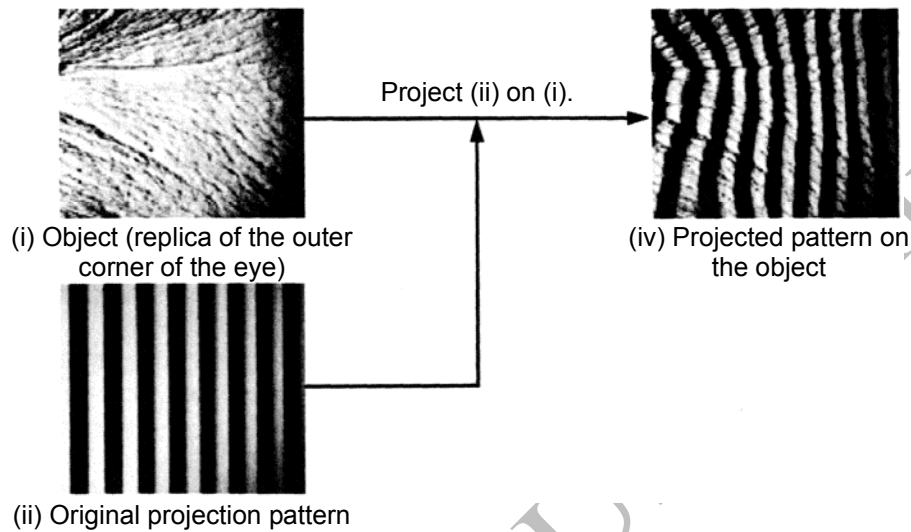 Project (ii) on (i).
(i) Object (replica of the outer
corner of the eye)
(iv) Projected pattern on
the object
(ii) Original projection pattern